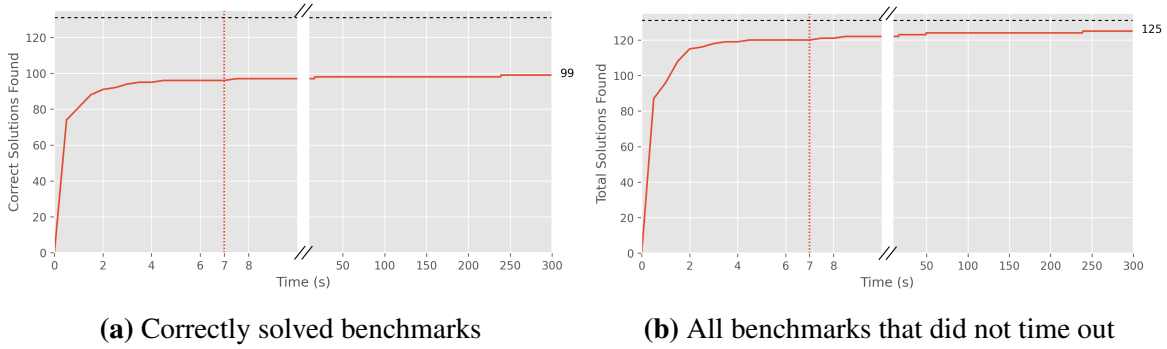 120
100
80
60
40
20
0
Correct Solutions Found
99
0 2 4 6 7 8 50 100 150 200 250 300
Time (s)
(a) Correctly solved benchmarks
120
100
80
60
40
20
0
Total Solutions Found
125
0 2 4 6 7 8 50 100 150 200 250 300
Time (s)
(b) All benchmarks that did not time out